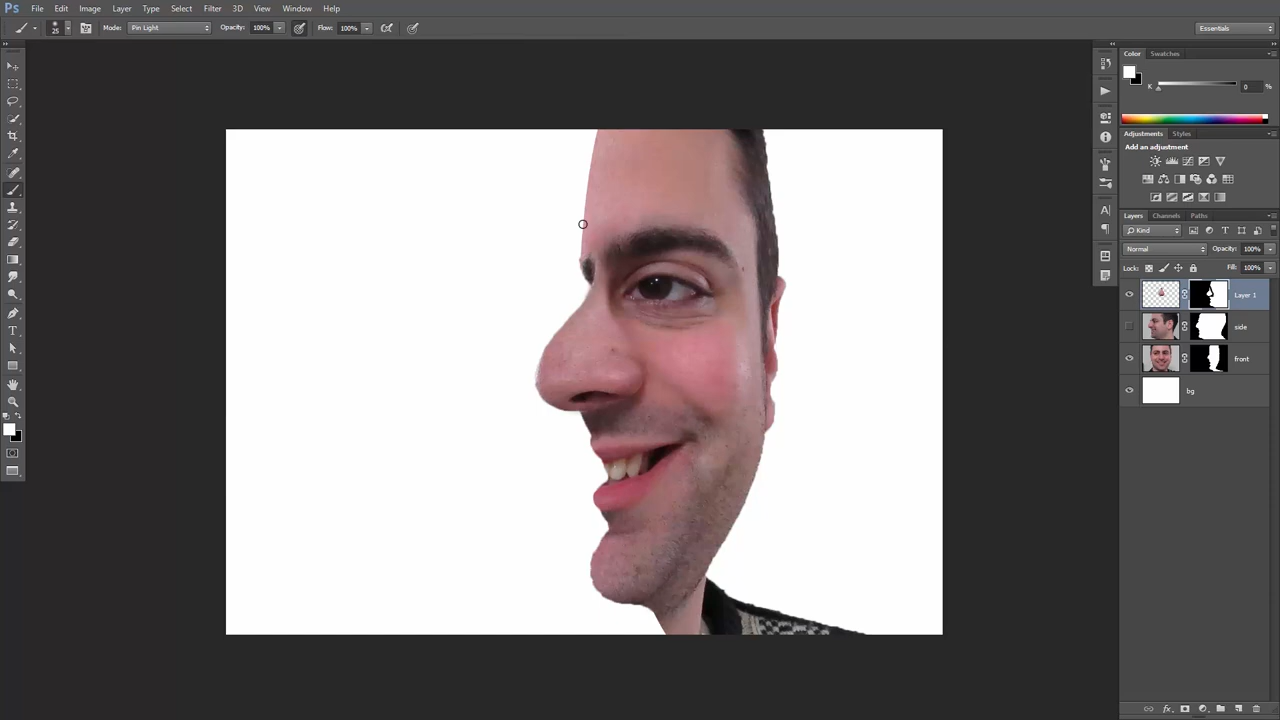 Ps File Edit Image Layer Type Select Filter 3D View Window Help
25 Mode: Pin Light Opacity: 100% Flow: 100% Essentials
Color Swatches
K 0 %
Adjustments Styles
Add an adjustment
Layers Channels Paths
Kind
Normal Opacity: 100%
Lock: Fill: 100%
Layer 1
side
front
bg